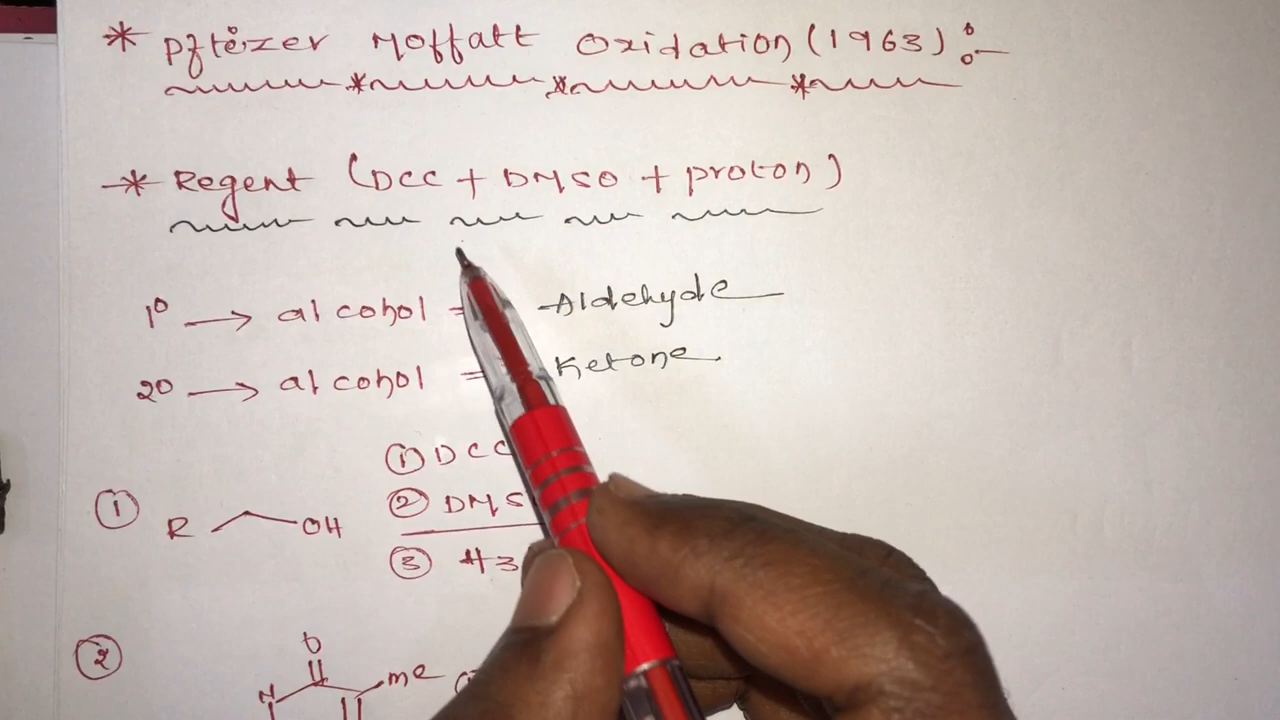 * Pfteizer Moffatt Oxidation (1963) :-
* Regent (DCC + DMSO + proton)
1° → alcohol = Aldehyde
2° → alcohol = Ketone
① R OH ① DCC
② DMS
③ H3
② O
N me